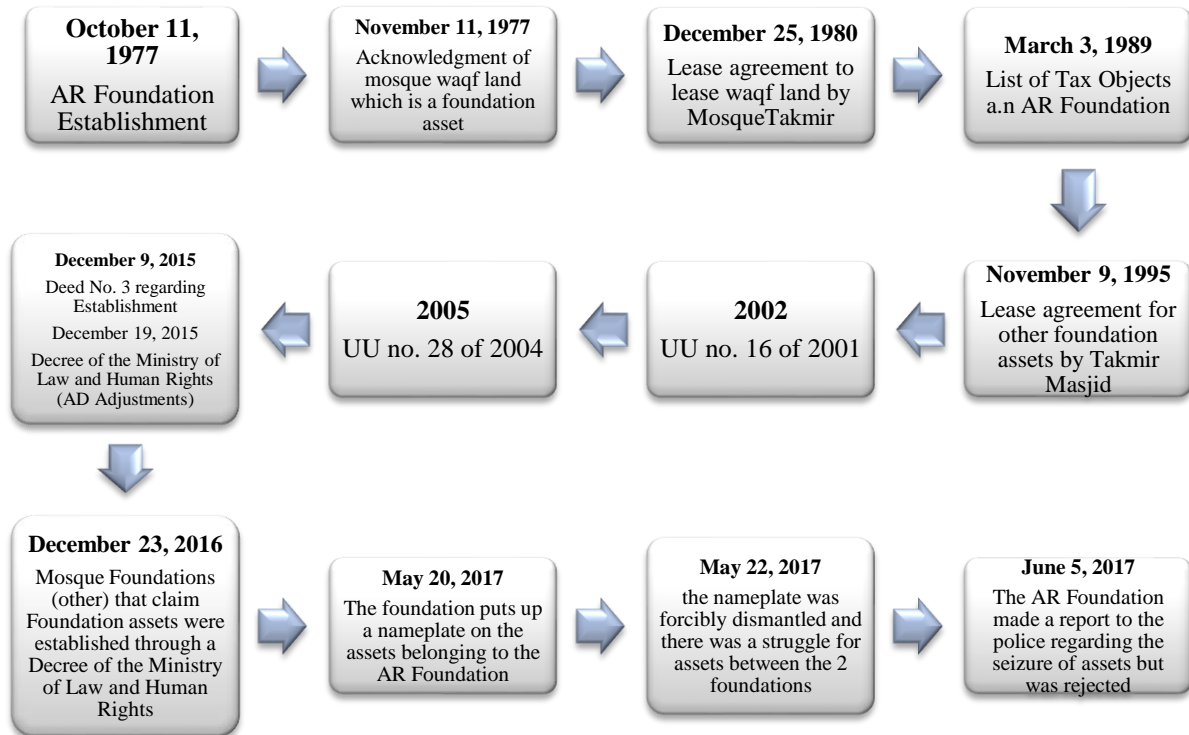 October 11,
1977
AR Foundation
Establishment
November 11, 1977
Acknowledgment of
mosque waqf land
which is a foundation
asset
December 25, 1980
Lease agreement to
lease waqf land by
MosqueTakmir
March 3, 1989
List of Tax Objects
a.n AR Foundation
November 9, 1995
Lease agreement for
other foundation
assets by Takmir
Masjid
2002
UU no. 16 of 2001
2005
UU no. 28 of 2004
December 9, 2015
Deed No. 3 regarding
Establishment
December 19, 2015
Decree of the Ministry of
Law and Human Rights
(AD Adjustments)
December 23, 2016
Mosque Foundations
(other) that claim
Foundation assets were
established through a
Decree of the Ministry
of Law and Human
Rights
May 20, 2017
The foundation puts up
a nameplate on the
assets belonging to the
AR Foundation
May 22, 2017
the nameplate was
forcibly dismantled and
there was a struggle for
assets between the 2
foundations
June 5, 2017
The AR Foundation
made a report to the
police regarding the
seizure of assets but
was rejected